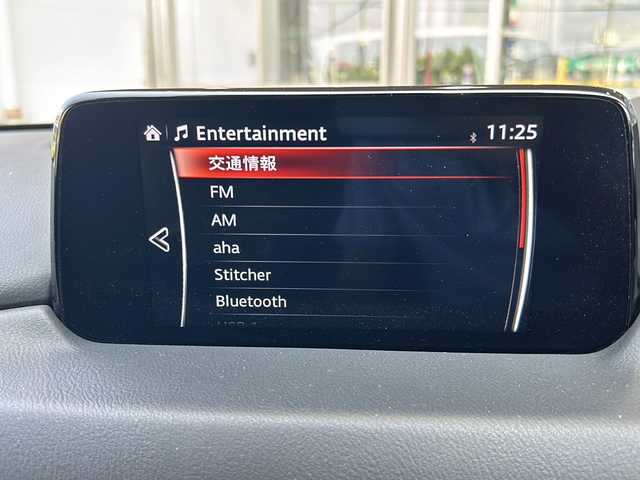 Entertainment 11:25
交通情報
FM
AM
aha
Stitcher
Bluetooth